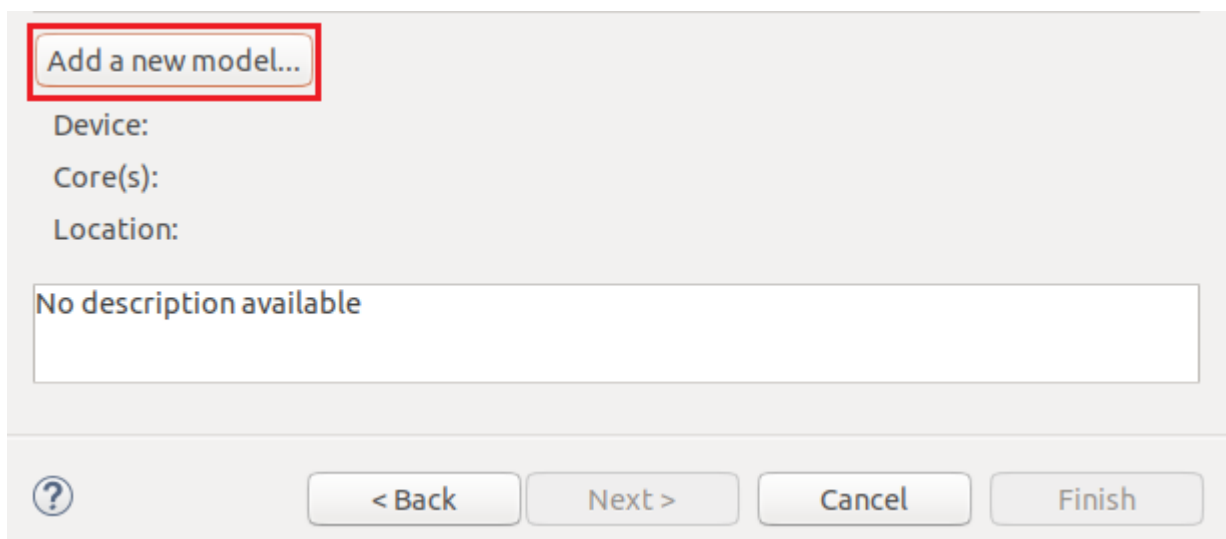 Add a new model...
Device:
Core(s):
Location:
No description available
?
< Back Next > Cancel Finish